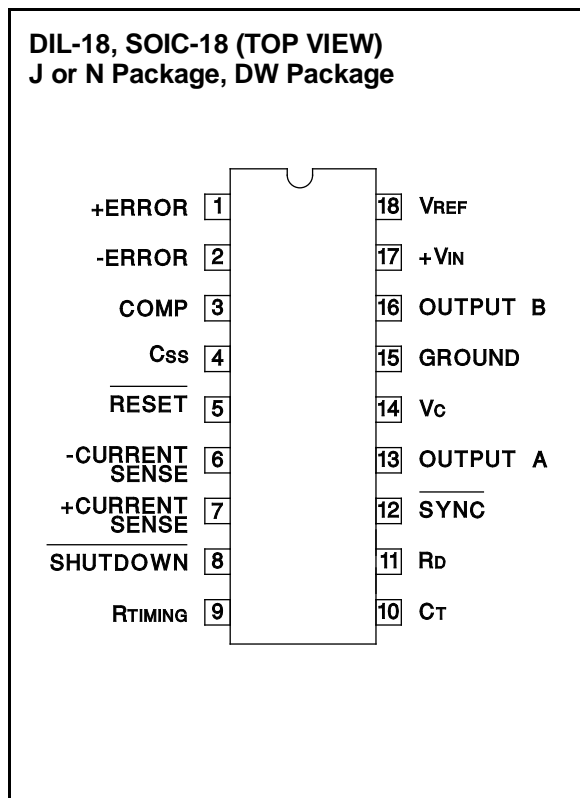 DIL-18, SOIC-18 (TOP VIEW)
J or N Package, DW Package
+ERROR 1 18 VREF
-ERROR 2 17 +VIN
COMP 3 16 OUTPUT B
CSS 4 15 GROUND
RESET 5 14 VC
-CURRENT SENSE 6 13 OUTPUT A
+CURRENT SENSE 7 12 SYNC
SHUTDOWN 8 11 RD
RTIMING 9 10 CT